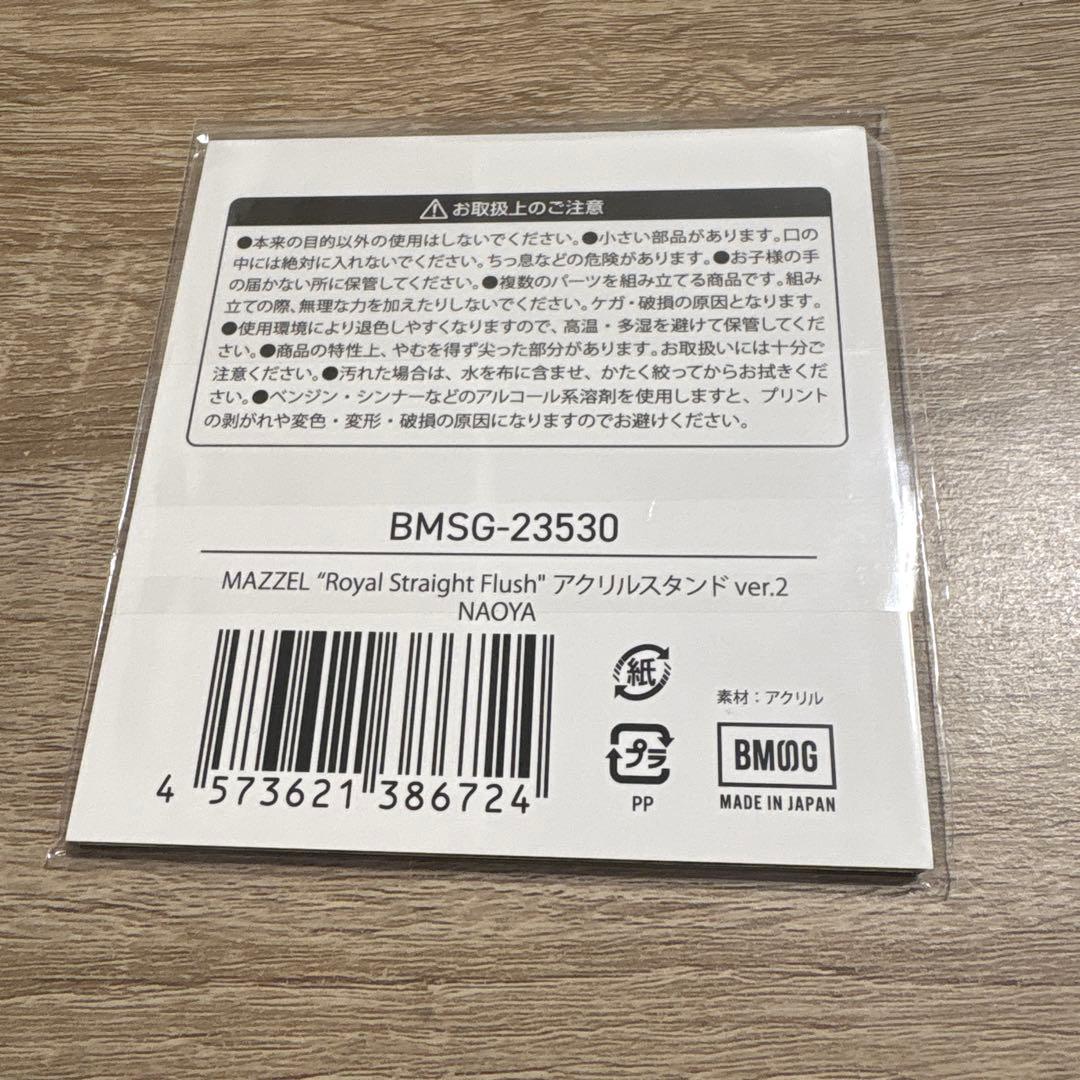 ⚠お取扱上のご注意
●本来の目的以外の使用はしないでください。●小さい部品があります。口の
中には絶対に入れないでください。ちっ息などの危険があります。●お子様の手
の届かない所に保管してください。●複数のパーツを組み立てる商品です。組み
立ての際、無理な力を加えたりしないでください。ケガ・破損の原因となります。
●使用環境により退色しやすくなりますので、高温・多湿を避けて保管してくだ
さい。●商品の特性上、やむを得ず尖った部分があります。お取扱いには十分ご
注意ください。●汚れた場合は、水を布に含ませ、かたく絞ってからお拭きくだ
さい。●ベンジン・シンナーなどのアルコール系溶剤を使用しますと、プリント
の剥がれや変色・変形・破損の原因になりますのでお避けください。
BMSG-23530
MAZZEL “Royal Straight Flush" アクリルスタンド ver.2
NAOYA
4 573621 386724
紙
プラ
PP
素材：アクリル
BMSG
MADE IN JAPAN